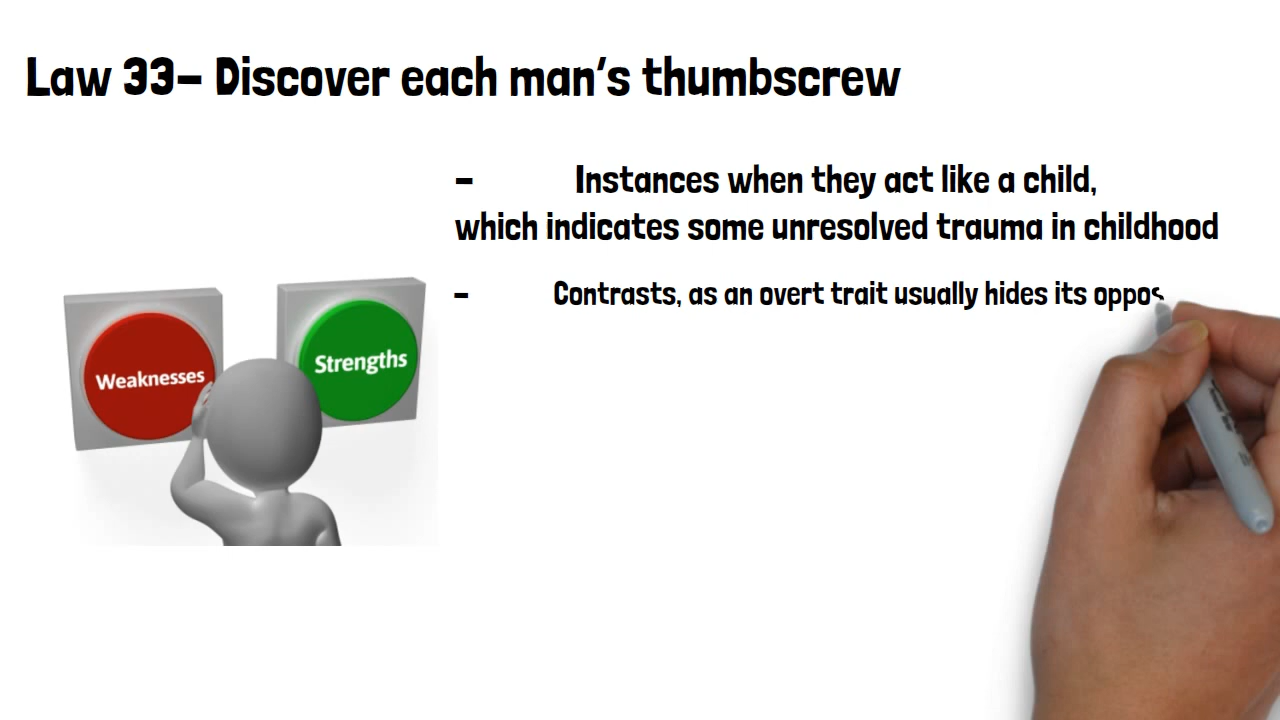 Law 33- Discover each man's thumbscrew
- Instances when they act like a child,
which indicates some unresolved trauma in childhood
- Contrasts, as an overt trait usually hides its oppos
Weaknesses
Strengths